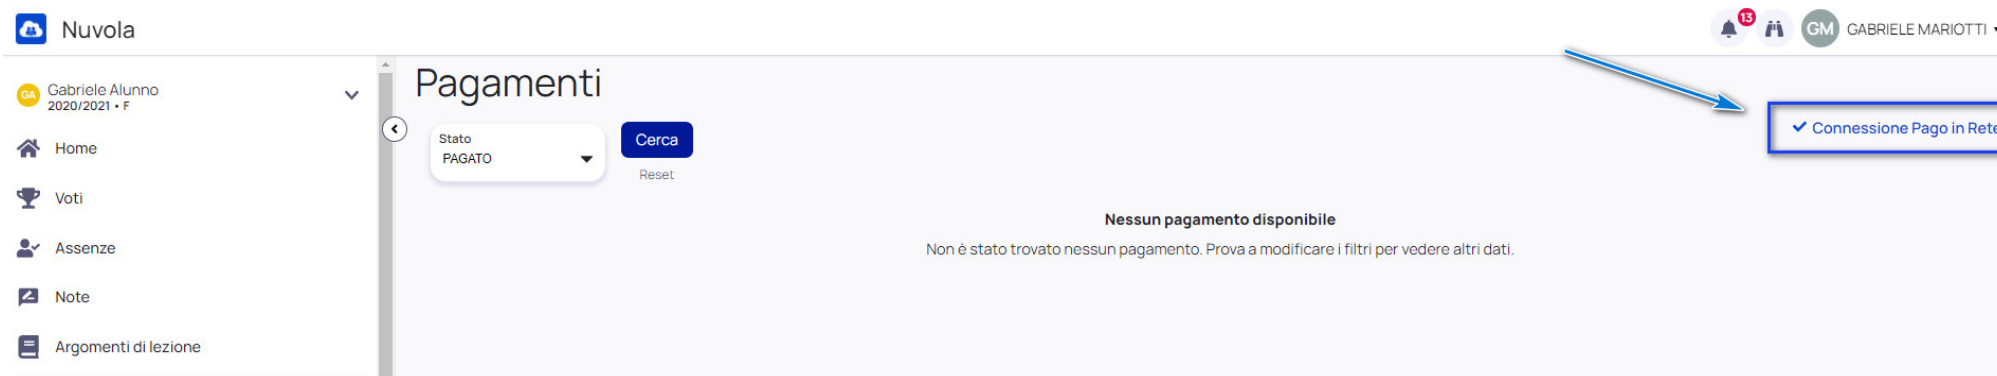 Nuvola
13
GM
GABRIELE MARIOTTI
GA
Gabriele Alunno
2020/2021 • F
Home
Voti
Assenze
Note
Argomenti di lezione
Pagamenti
Stato
PAGATO
Cerca
Reset
Connessione Pago in Rete
Nessun pagamento disponibile
Non è stato trovato nessun pagamento. Prova a modificare i filtri per vedere altri dati.